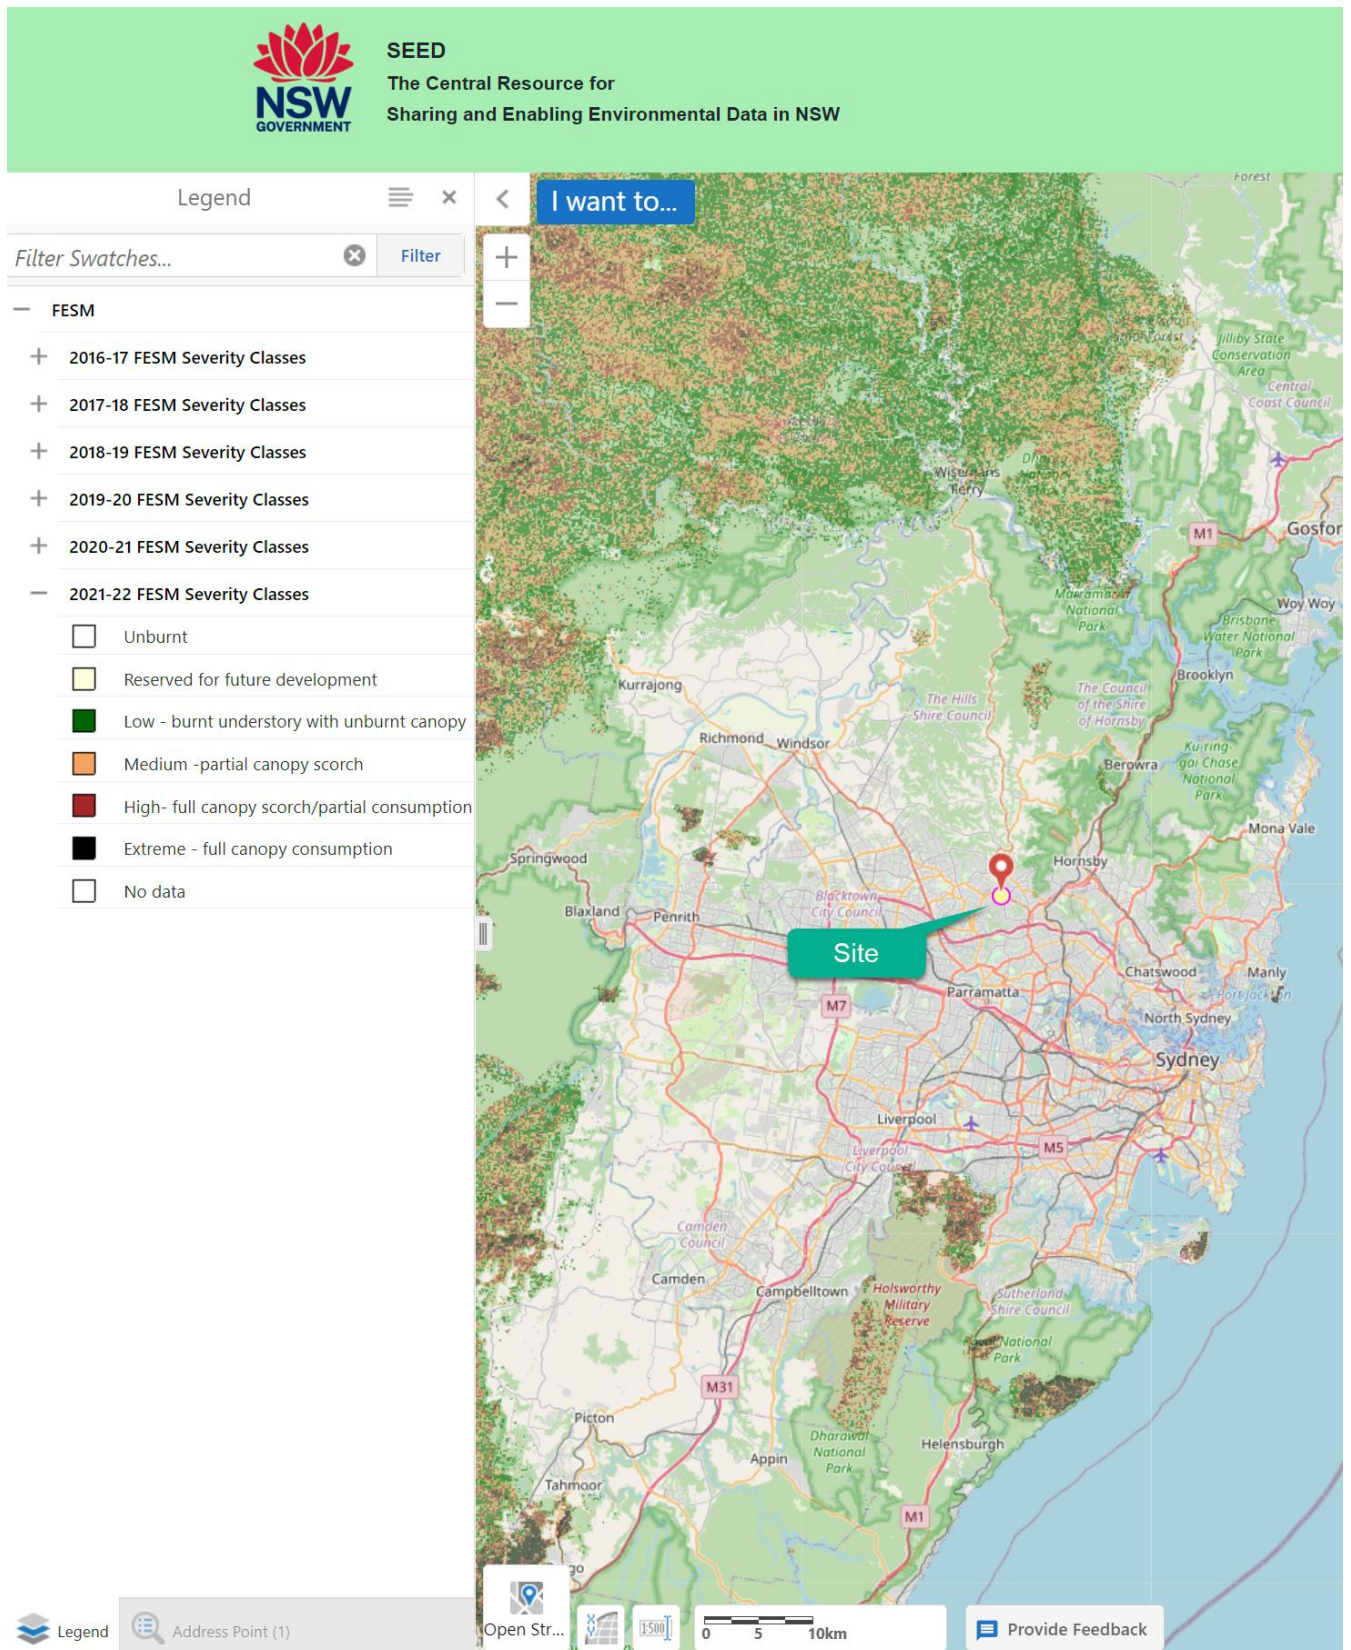 SEED
The Central Resource for
Sharing and Enabling Environmental Data in NSW
NSW
GOVERNMENT
Legend
Filter Swatches...
Filter
FESM
2016-17 FESM Severity Classes
2017-18 FESM Severity Classes
2018-19 FESM Severity Classes
2019-20 FESM Severity Classes
2020-21 FESM Severity Classes
2021-22 FESM Severity Classes
Unburnt
Reserved for future development
Low - burnt understory with unburnt canopy
Medium -partial canopy scorch
High- full canopy scorch/partial consumption
Extreme - full canopy consumption
No data
Legend
Address Point (1)
I want to...
Forest
Jilliby State
Conservation
Area
Central
Coast Council
Wisemans
Ferry
M1
Gosfor
National
Park
Woy Woy
Brisbane
Water National
Park
Brooklyn
Kurrajong
The Hills
Shire Council
The Council
of the Shire
of Hornsby
Richmond
Windsor
Ku-ring-
gai Chase
National
Park
Berowra
Mona Vale
Springwood
Hornsby
Blacktown
City Council
Blaxland
Penrith
Site
Chatswood
Manly
Parramatta
Port Jackson
M7
North Sydney
Sydney
Liverpool
M5
Liverpool
City Council
Camden
Council
Camden
Campbelltown
Holsworthy
Military
Reserve
Sutherland
Shire Council
Royal National
Park
M31
Picton
Dharawal
National
Park
Helensburgh
Appin
Tahmoor
M1
go
Open Str...
1:500
0 5 10km
Provide Feedback